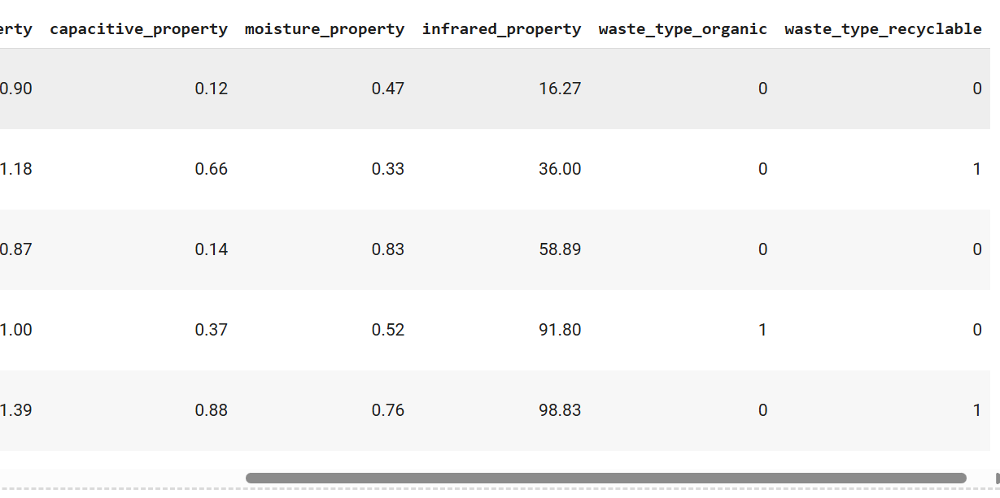 erty capacitive_property moisture_property infrared_property waste_type_organic waste_type_recyclable
0.90 0.12 0.47 16.27 0 0
1.18 0.66 0.33 36.00 0 1
0.87 0.14 0.83 58.89 0 0
1.00 0.37 0.52 91.80 1 0
1.39 0.88 0.76 98.83 0 1